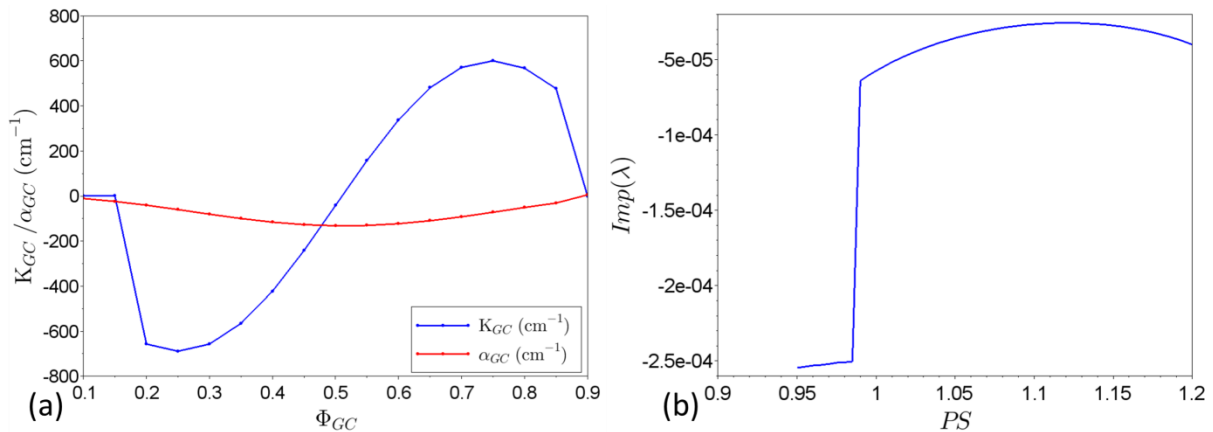 K_GC / α_GC (cm⁻¹)
800
600
400
200
0
-200
-400
-600
-800
0.1 0.2 0.3 0.4 0.5 0.6 0.7 0.8 0.9
Φ_GC
K_GC (cm⁻¹)
α_GC (cm⁻¹)
(a)
Imp(λ)
-5e-05
-1e-04
-1.5e-04
-2e-04
-2.5e-04
0.9 0.95 1 1.05 1.1 1.15 1.2
PS
(b)